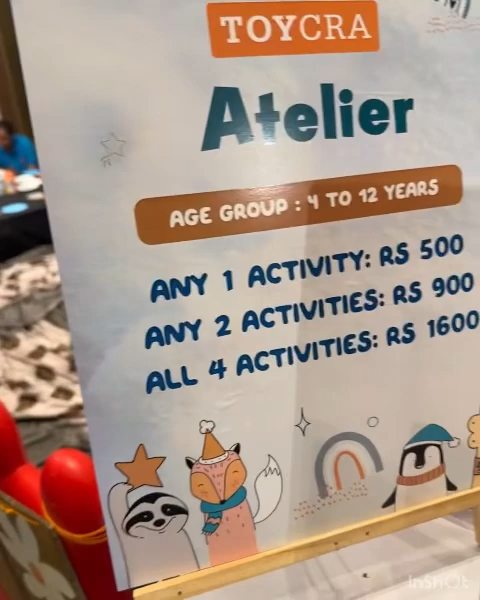 TOYCRA
Atelier
AGE GROUP : 4 TO 12 YEARS
ANY 1 ACTIVITY: RS 500
ANY 2 ACTIVITIES: RS 900
ALL 4 ACTIVITIES: RS 1600
InShOt